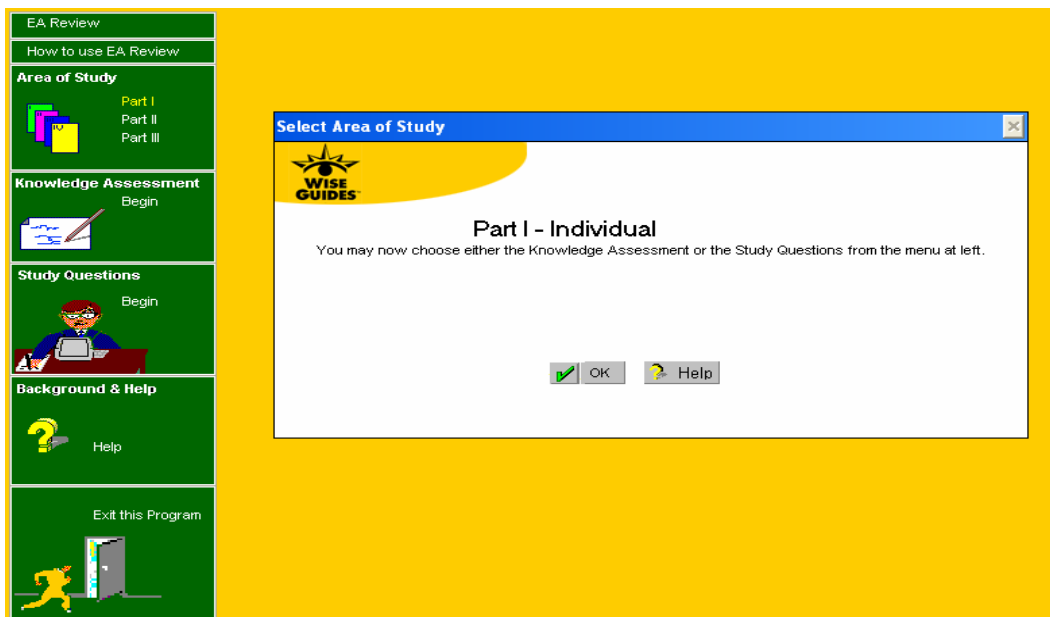 EA Review
How to use EA Review
Area of Study
Part I
Part II
Part III
Knowledge Assessment
Begin
Study Questions
Begin
Background & Help
Help
Exit this Program
Select Area of Study
WISE
GUIDES
Part I - Individual
You may now choose either the Knowledge Assessment or the Study Questions from the menu at left.
OK
Help